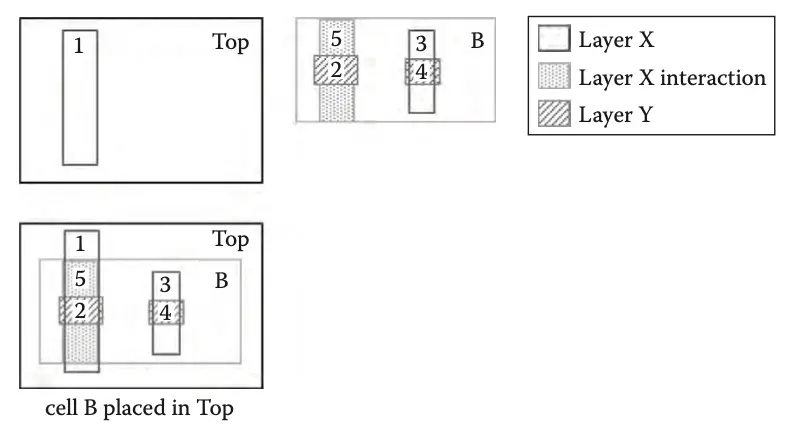 1
Top
5
2
3
4
B
Layer X
Layer X interaction
Layer Y
1
Top
5
2
3
4
B
cell B placed in Top